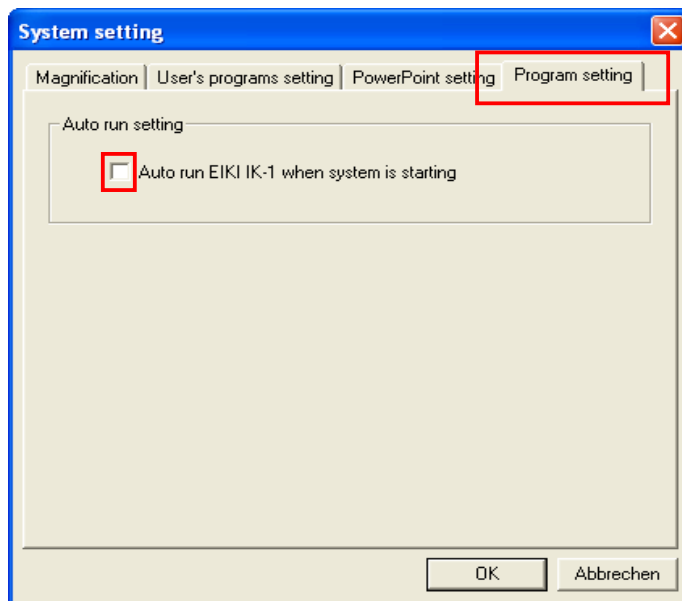 System setting
Magnification User's programs setting PowerPoint setting Program setting
Auto run setting
Auto run EIKI IK-1 when system is starting
OK Abbrechen